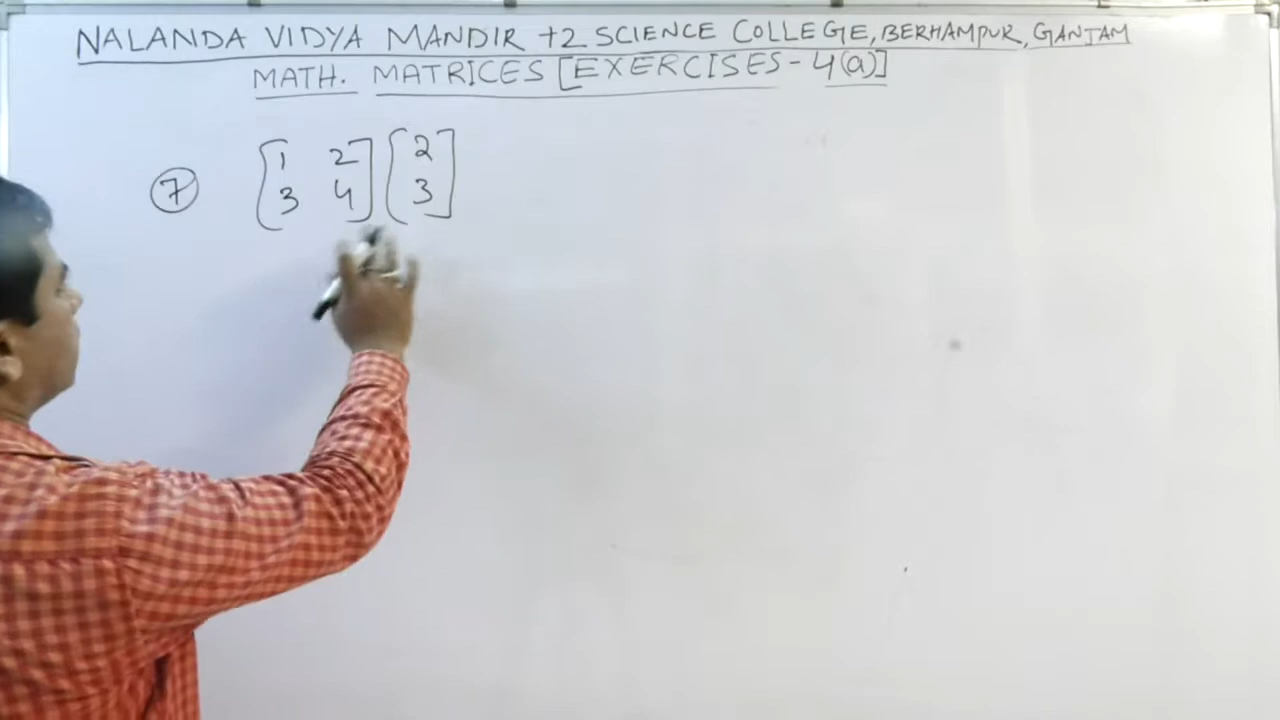 NALANDA VIDYA MANDIR +2 SCIENCE COLLEGE, BERHAMPUR, GANJAM
MATH. MATRICES [EXERCISES - 4(a)]
⑦ [1 2] [2]
[3 4] [3]